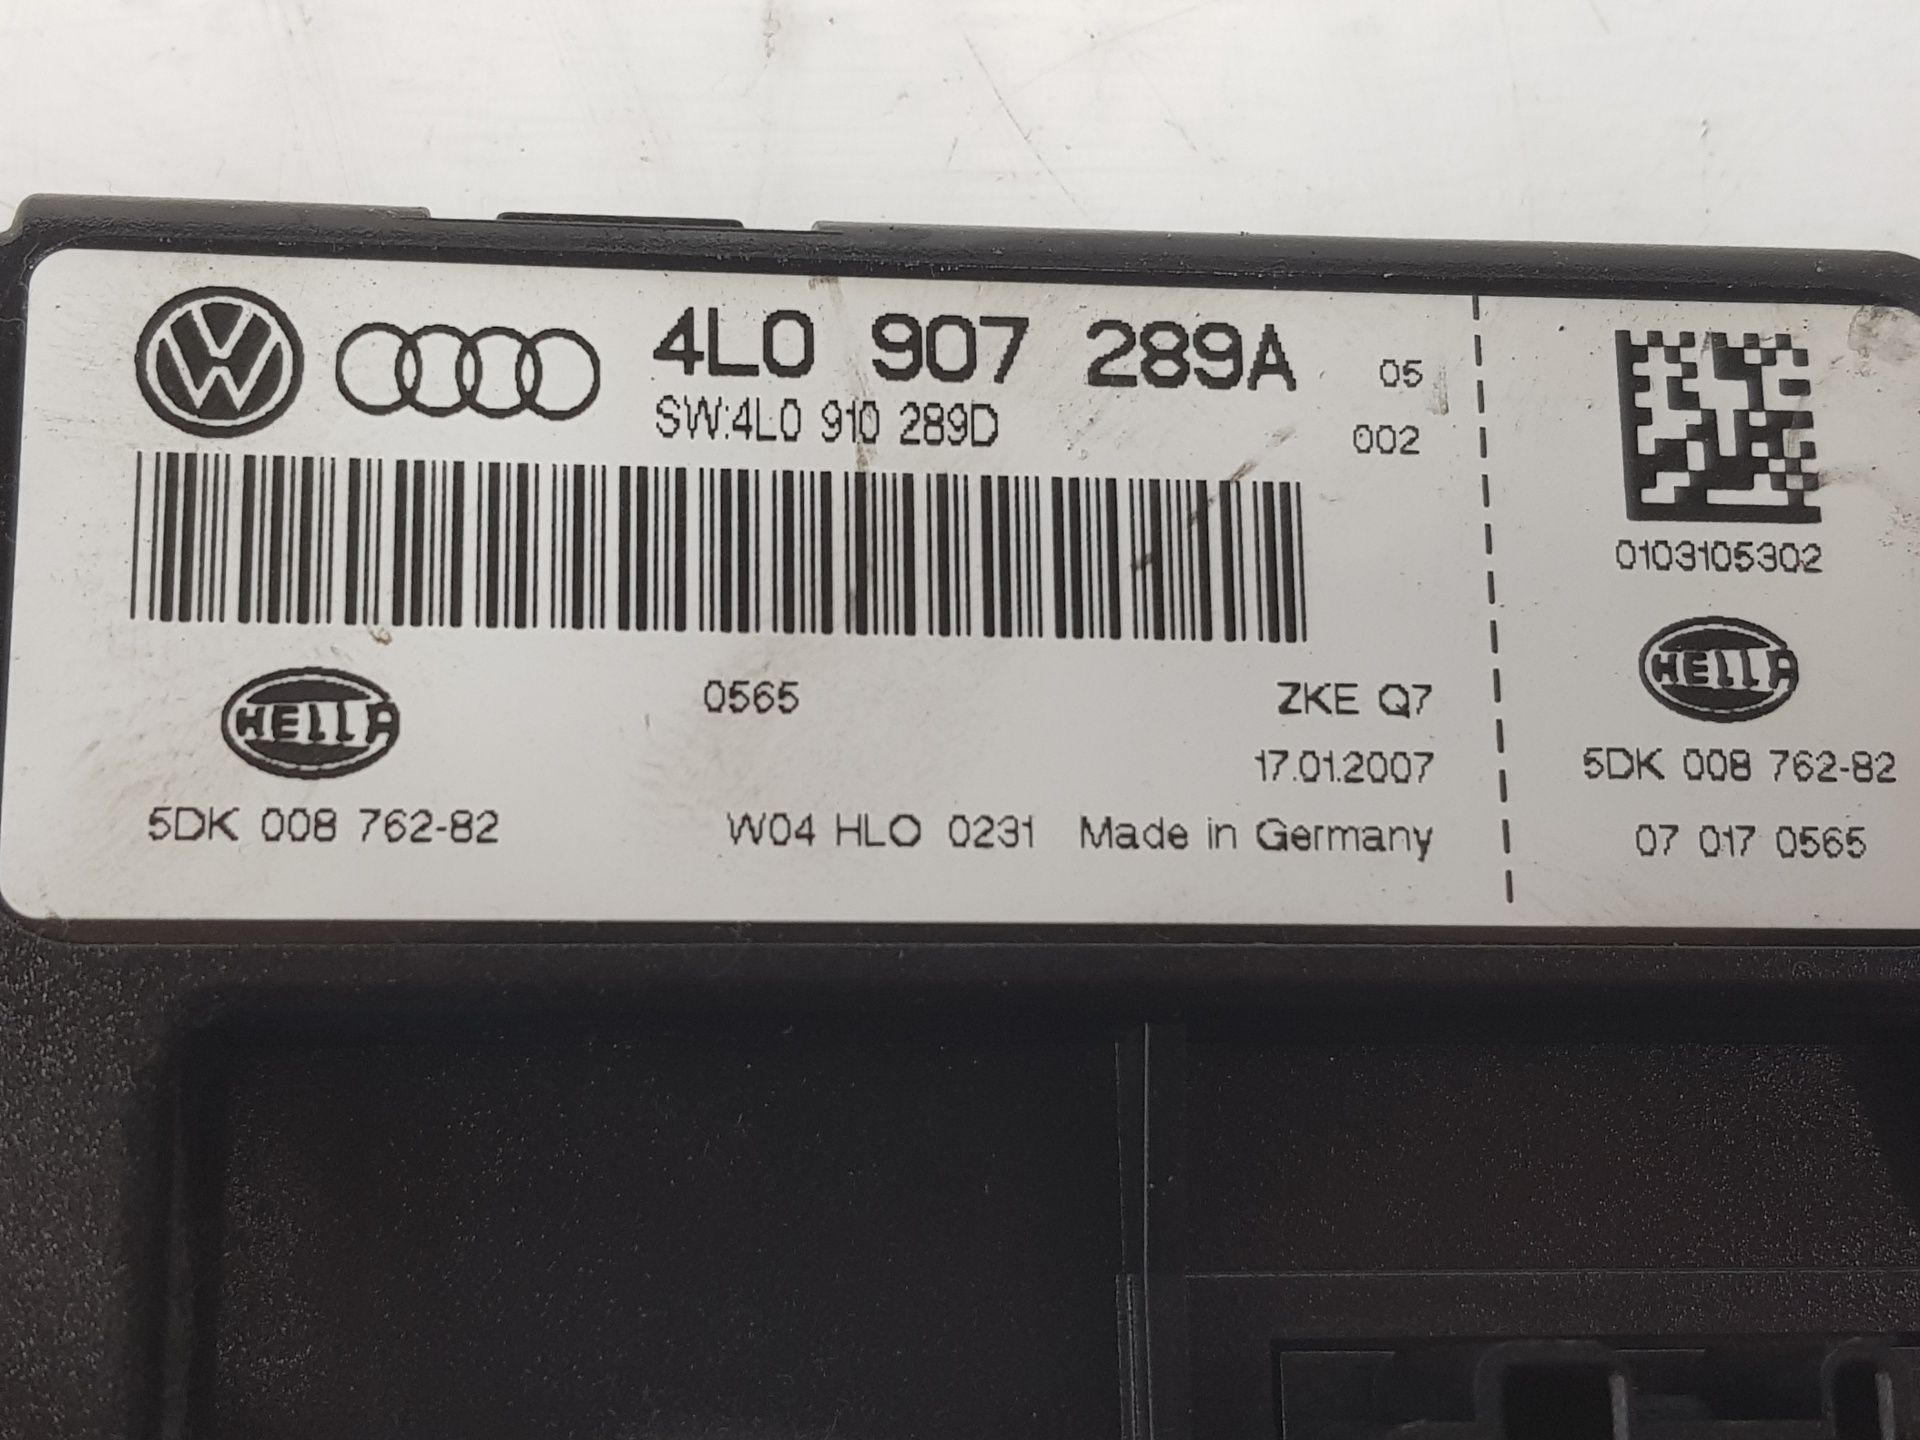 4L0 907 289A 05
SW:4L0 910 289D 002
HELLA 0565 ZKE Q7
17.01.2007
5DK 008 762-82 W04 HLO 0231 Made in Germany
0103105302
HELLA
5DK 008 762-82
07 017 0565